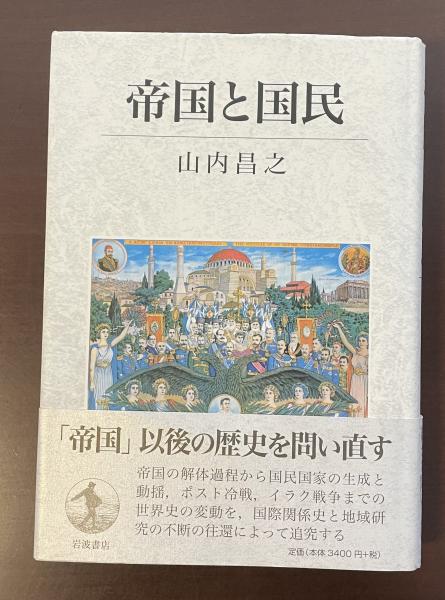 帝国と国民
山内昌之
「帝国」以後の歴史を問い直す
帝国の解体過程から国民国家の生成と
動揺，ポスト冷戦，イラク戦争までの
世界史の変動を，国際関係史と地域研
究の不断の往還によって追究する
岩波書店
定価(本体3400円+税)